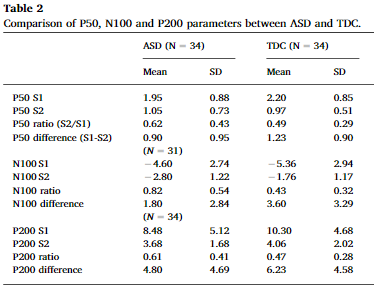 Table 2
Comparison of P50, N100 and P200 parameters between ASD and TDC.
ASD (N = 34) TDC (N = 34)
Mean SD Mean SD
P50 S1 1.95 0.88 2.20 0.85
P50 S2 1.05 0.73 0.97 0.51
P50 ratio (S2/S1) 0.62 0.43 0.49 0.29
P50 difference (S1-S2) 0.90 0.95 1.23 0.90
(N = 31)
N100 S1 −4.60 2.74 −5.36 2.94
N100 S2 −2.80 1.22 −1.76 1.17
N100 ratio 0.82 0.54 0.43 0.32
N100 difference 1.80 2.84 3.60 3.29
(N = 34)
P200 S1 8.48 5.12 10.30 4.68
P200 S2 3.68 1.68 4.06 2.02
P200 ratio 0.61 0.41 0.47 0.28
P200 difference 4.80 4.69 6.23 4.58